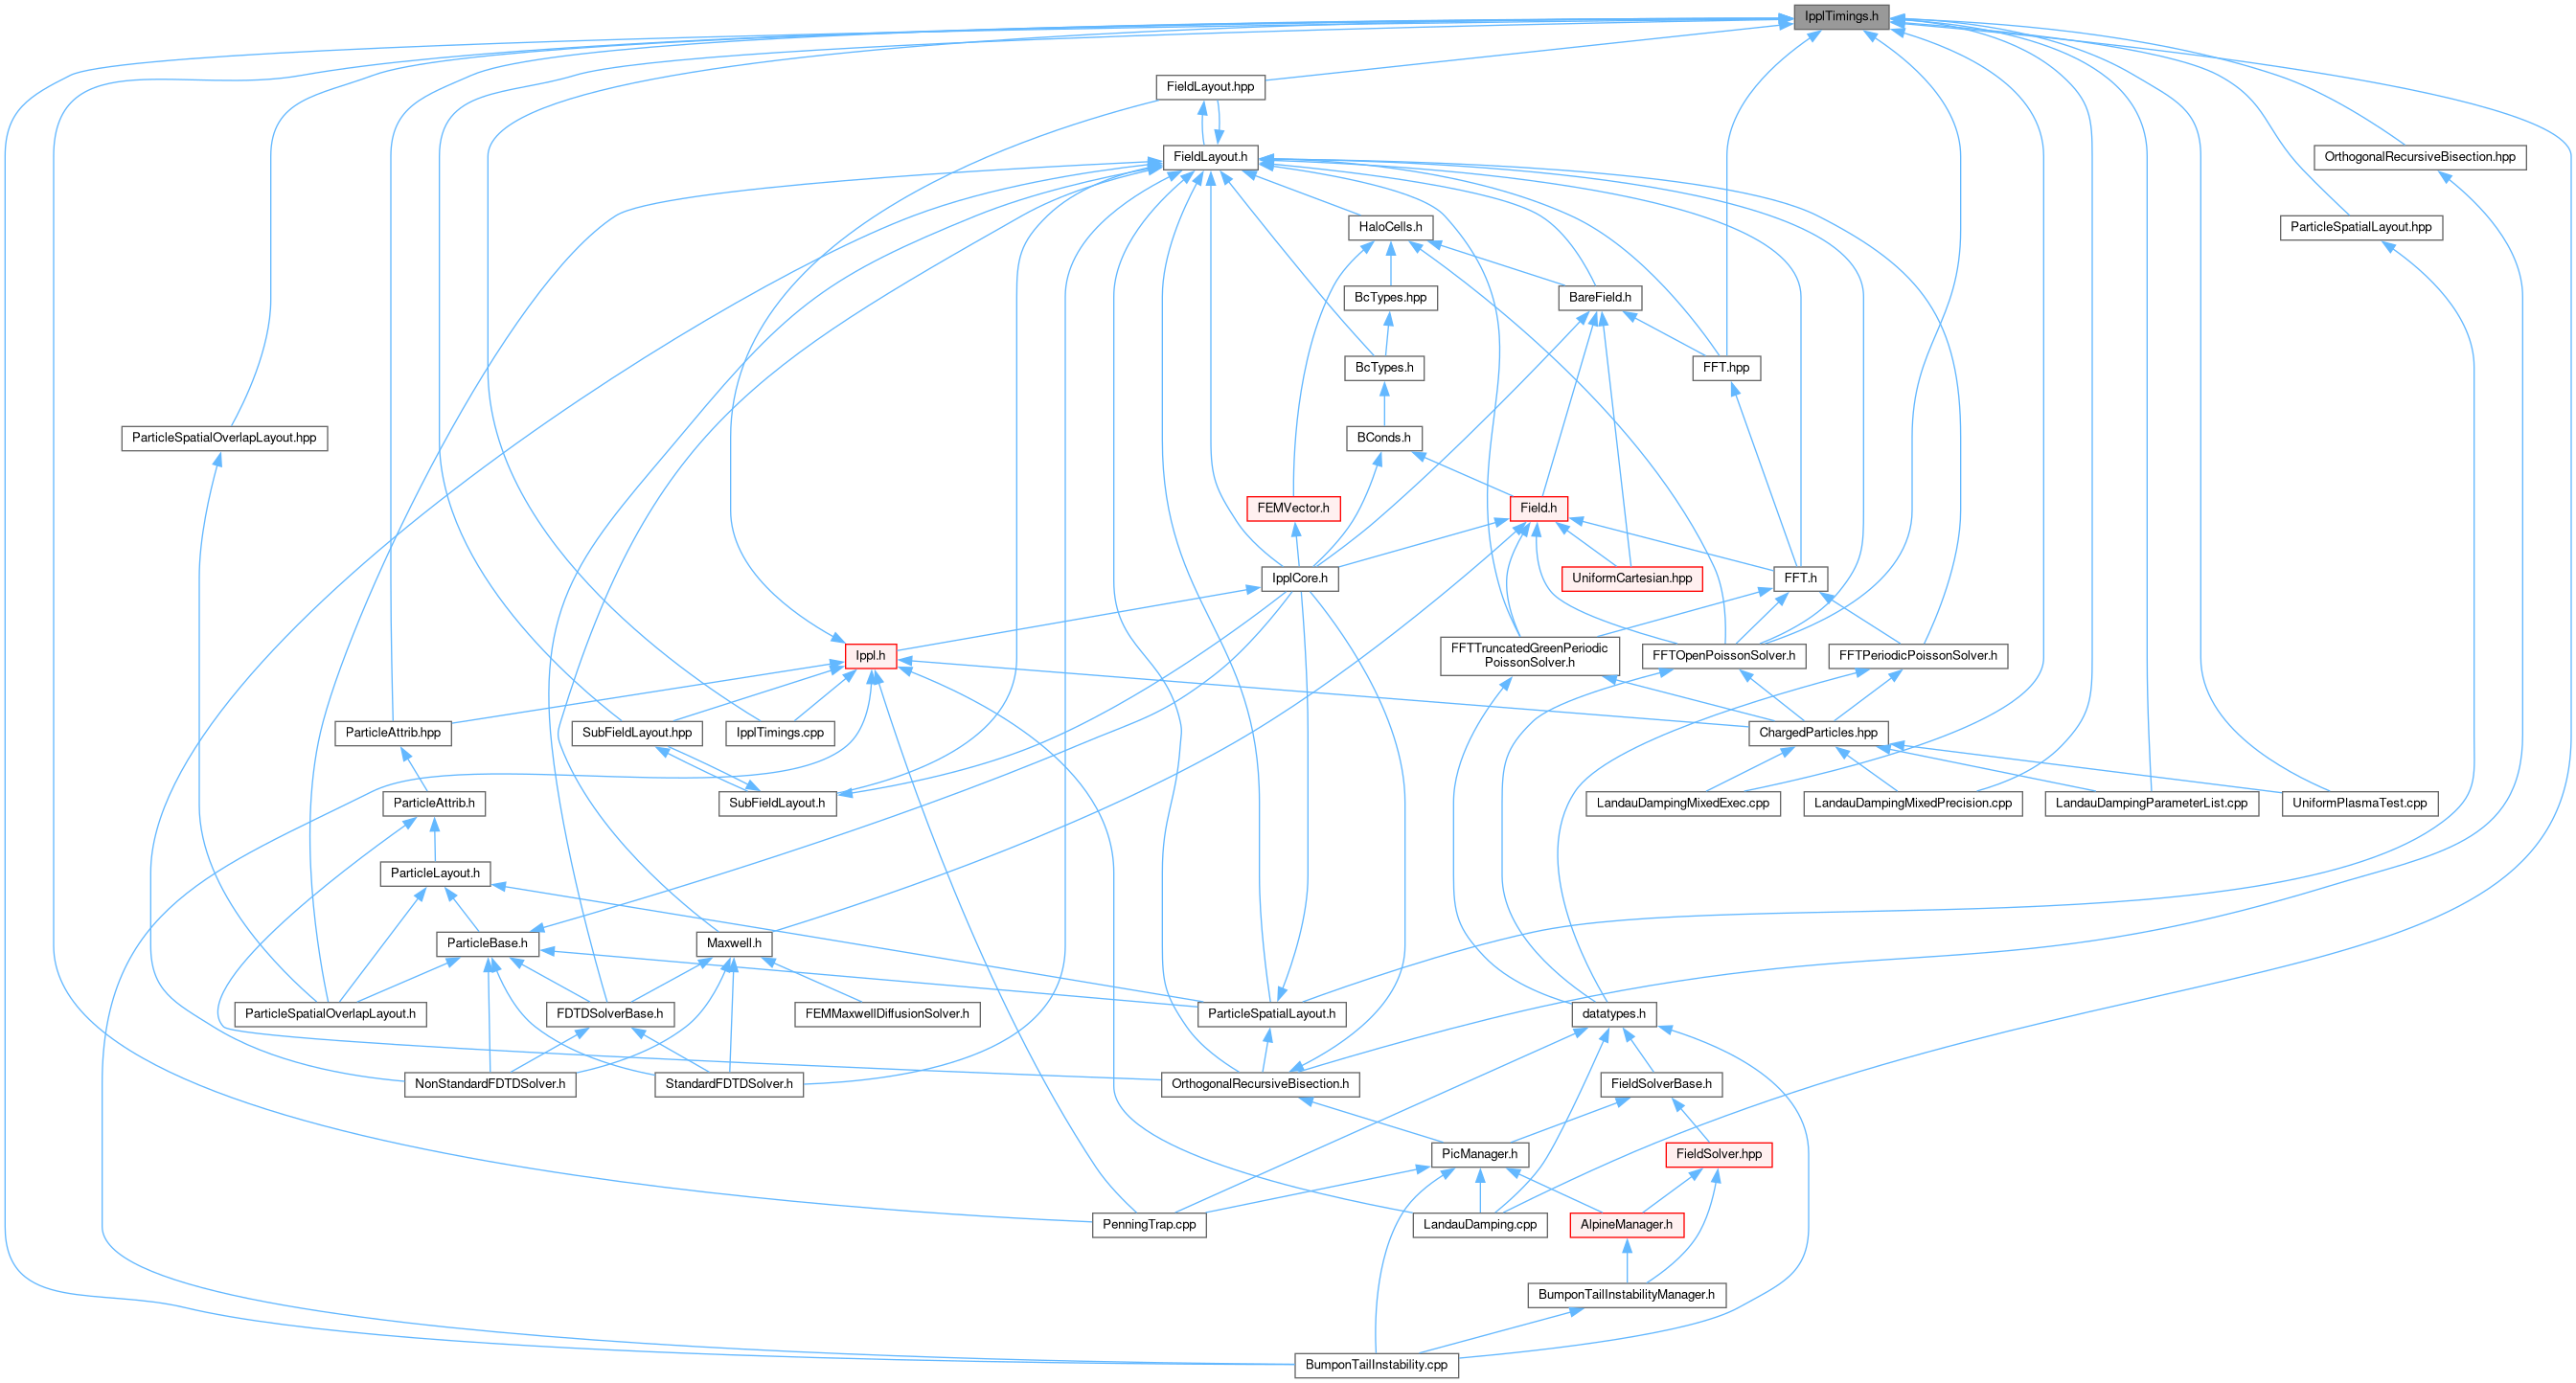 IpplTimings.h
FieldLayout.hpp
FieldLayout.h
OrthogonalRecursiveBisection.hpp
HaloCells.h
ParticleSpatialLayout.hpp
BcTypes.hpp
BareField.h
BcTypes.h
FFT.hpp
ParticleSpatialOverlapLayout.hpp
BConds.h
FEMVector.h
Field.h
IpplCore.h
UniformCartesian.hpp
FFT.h
Ippl.h
FFTTruncatedGreenPeriodic
PoissonSolver.h
FFTOpenPoissonSolver.h
FFTPeriodicPoissonSolver.h
ParticleAttrib.hpp
SubFieldLayout.hpp
IpplTimings.cpp
ChargedParticles.hpp
ParticleAttrib.h
SubFieldLayout.h
LandauDampingMixedExec.cpp
LandauDampingMixedPrecision.cpp
LandauDampingParameterList.cpp
UniformPlasmaTest.cpp
ParticleLayout.h
ParticleBase.h
Maxwell.h
ParticleSpatialOverlapLayout.h
FDTDSolverBase.h
FEMMaxwellDiffusionSolver.h
ParticleSpatialLayout.h
datatypes.h
NonStandardFDTDSolver.h
StandardFDTDSolver.h
OrthogonalRecursiveBisection.h
FieldSolverBase.h
PicManager.h
FieldSolver.hpp
PenningTrap.cpp
LandauDamping.cpp
AlpineManager.h
BumponTailInstabilityManager.h
BumponTailInstability.cpp